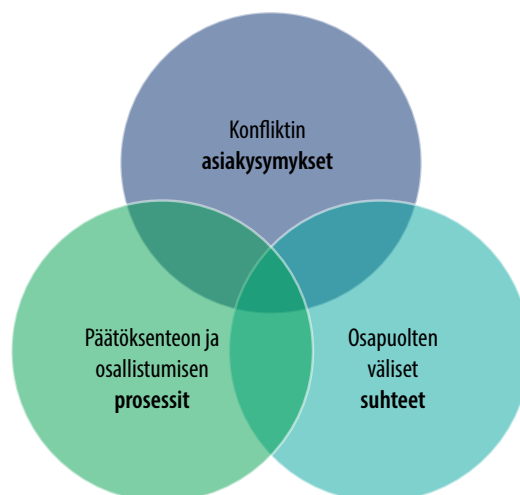 Konfliktin
asiakysymykset
Päätöksenteon ja
osallistumisen
prosessit
Osapuolten
väliset
suhteet